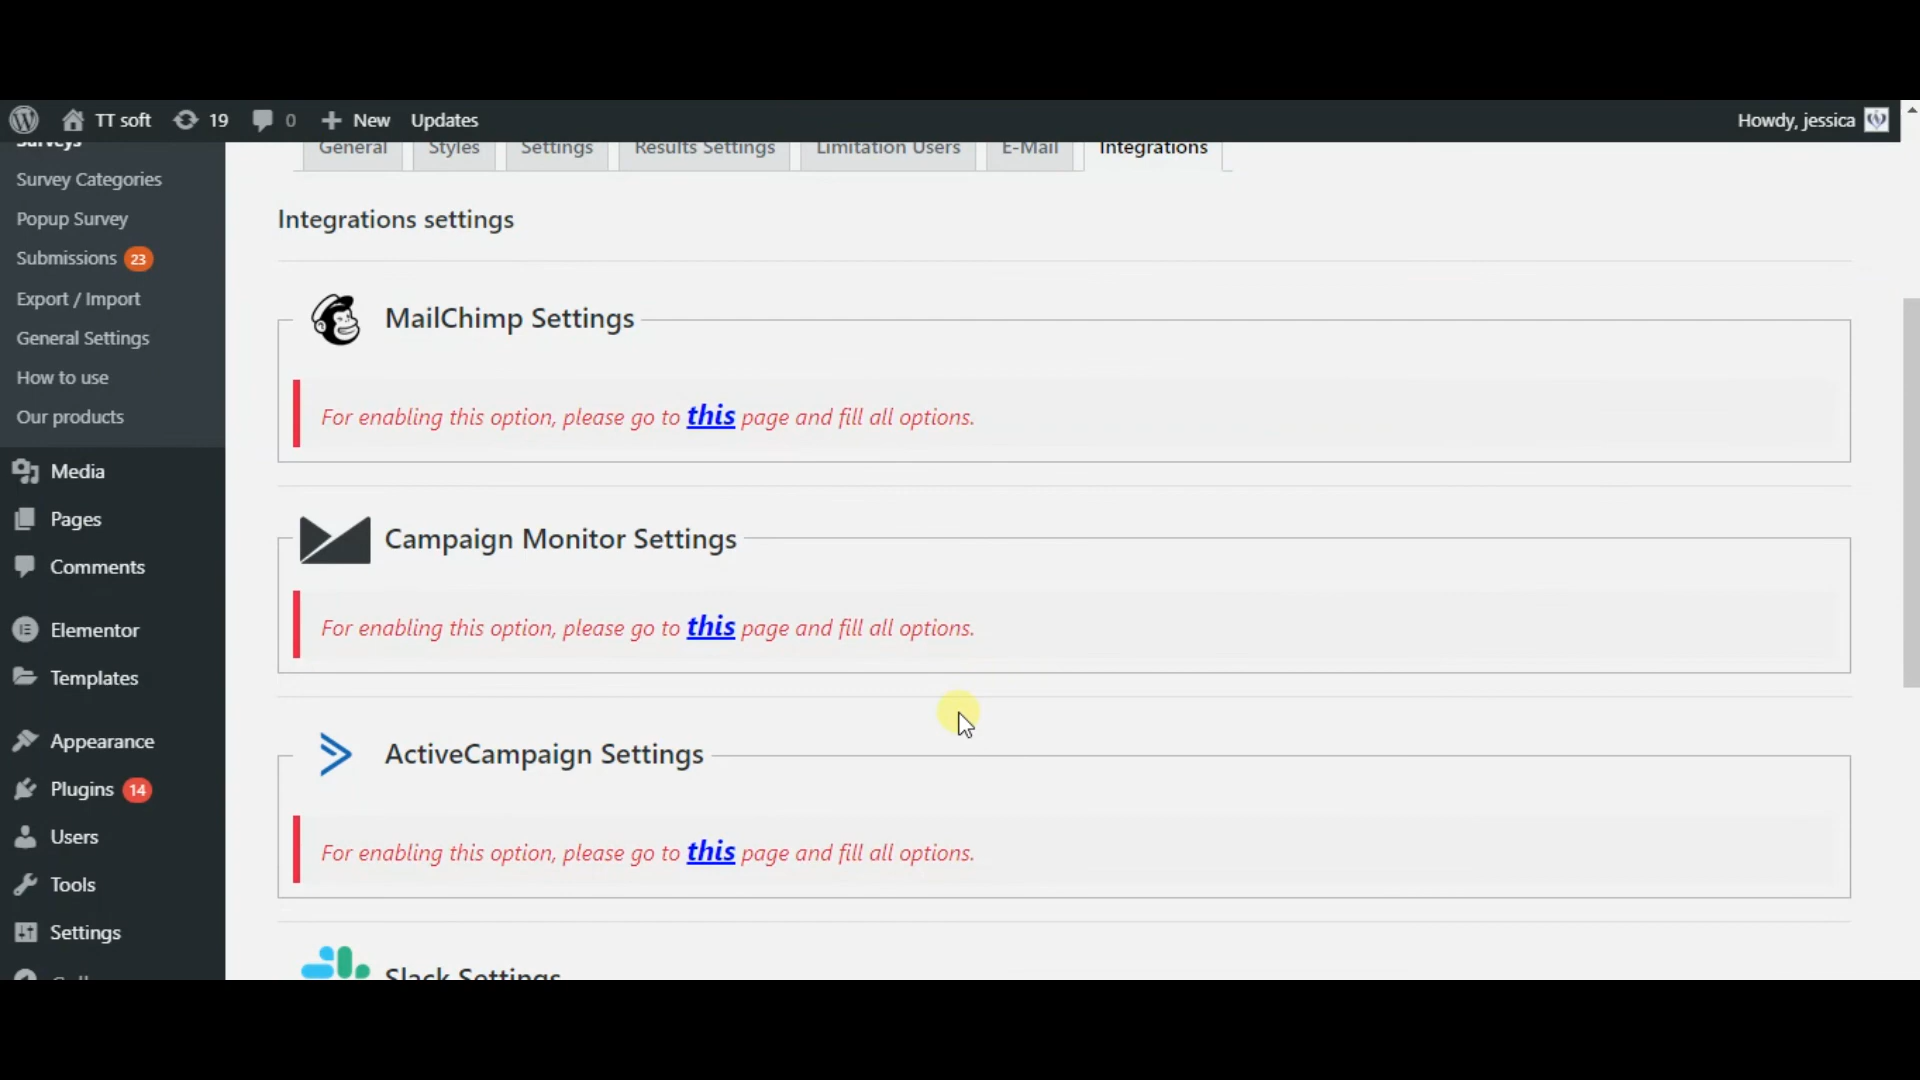 TT soft 19 0 New Updates Howdy, jessica
Surveys
General Styles Settings Results Settings Limitation Users E-Mail Integrations
Survey Categories
Popup Survey
Submissions 23
Export / Import
General Settings
How to use
Our products
Media
Pages
Comments
Elementor
Templates
Appearance
Plugins 14
Users
Tools
Settings
Integrations settings
MailChimp Settings
For enabling this option, please go to this page and fill all options.
Campaign Monitor Settings
For enabling this option, please go to this page and fill all options.
ActiveCampaign Settings
For enabling this option, please go to this page and fill all options.
Slack Settings